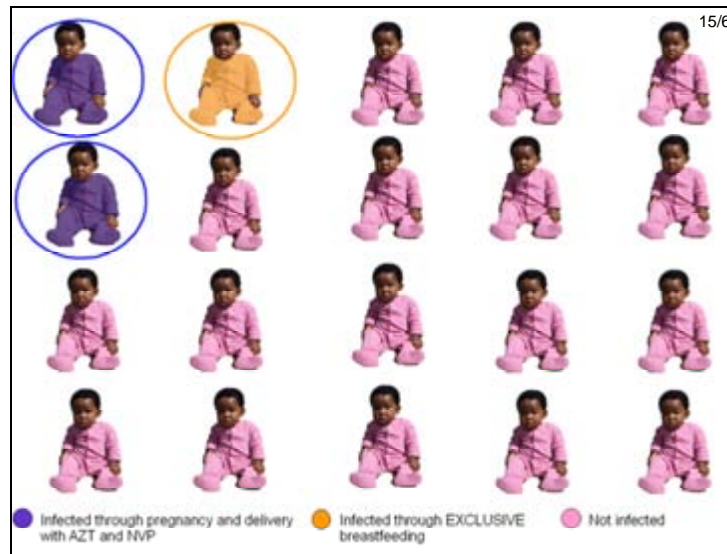 15/6
Infected through pregnancy and delivery
with AZT and NVP
Infected through EXCLUSIVE
breastfeeding
Not infected